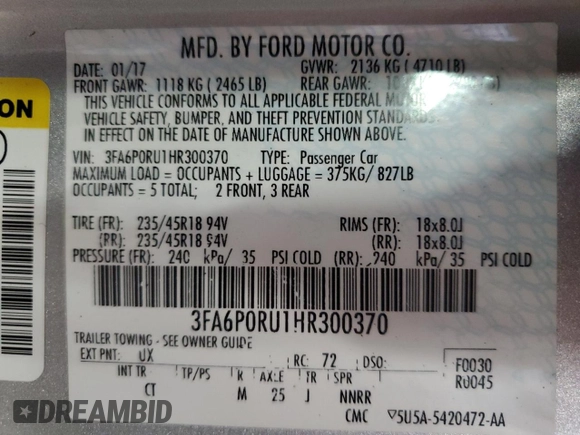 MFD. BY FORD MOTOR CO.
DATE: 01/17 GVWR: 2136 KG ( 4710 LB)
FRONT GAWR: 1118 KG ( 2465 LB) REAR GAWR:
THIS VEHICLE CONFORMS TO ALL APPLICABLE FEDERAL
VEHICLE SAFETY, BUMPER, AND THEFT PREVENTION STANDARDS
IN EFFECT ON THE DATE OF MANUFACTURE SHOWN ABOVE.
VIN: 3FA6P0RU1HR300370 TYPE: Passenger Car
MAXIMUM LOAD = OCCUPANTS + LUGGAGE = 375KG/ 827LB
OCCUPANTS = 5 TOTAL; 2 FRONT, 3 REAR
TIRE (FR): 235/45R18 94V RIMS (FR): 18x8.0J
(RR): 235/45R18 94V (RR): 18x8.0J
PRESSURE (FR): 240 kPa/ 35 PSI COLD (RR): 240 kPa/ 35 PSI COLD
3FA6P0RU1HR300370
TRAILER TOWING - SEE OWNER GUIDE
EXT PNT: UX RC: 72 DSO: F0030
R0045
INT TR TP/PS R AXLE TR SPR
CT M 25 J NNRR
CMC 5U5A-5420472-AA
ION
DREAMBID